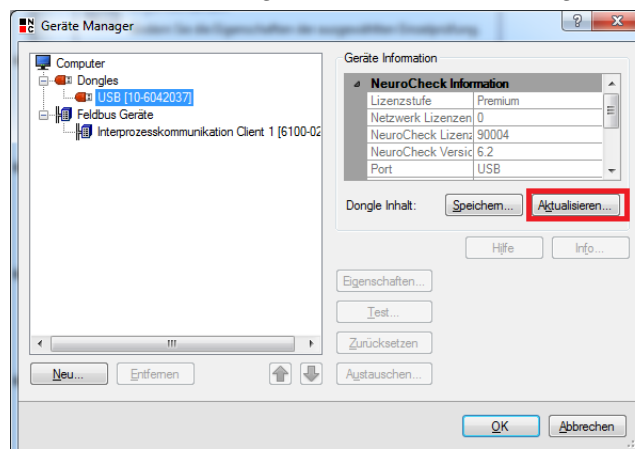 Geräte Manager
Computer
Dongles
USB [10-6042037]
Feldbus Geräte
Interprozesskommunikation Client 1 [6100-02
Neu...
Entfernen
Geräte Information
NeuroCheck Information
Lizenzstufe Premium
Netzwerk Lizenzen 0
NeuroCheck Lizenz 90004
NeuroCheck Versic 6.2
Port USB
Dongle Inhalt: Speichern... Aktualisieren...
Hilfe Info...
Eigenschaften...
Test...
Zurücksetzen
Austauschen...
OK Abbrechen